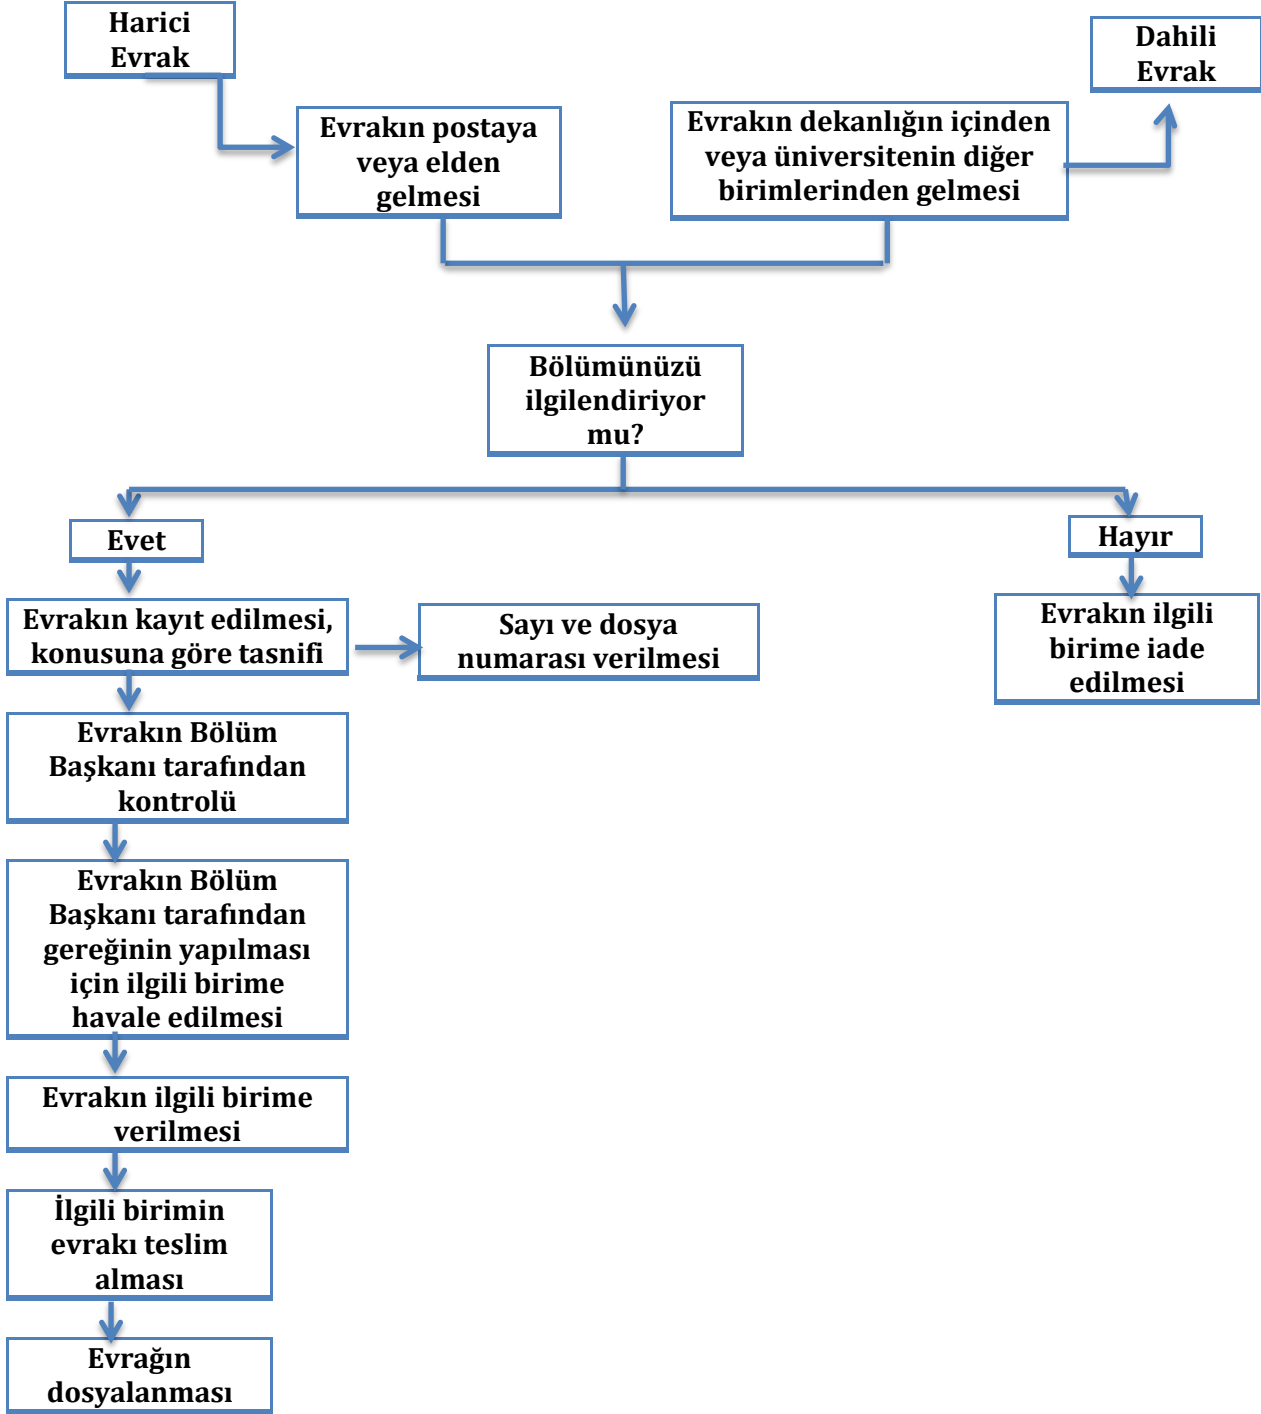 Harici
Evrak
Dahili
Evrak
Evrakın postaya
veya elden
gelmesi
Evrakın dekanlığın içinden
veya üniversitenin diğer
birimlerinden gelmesi
Bölümünüzü
ilgilendiriyor
mu?
Evet
Hayır
Evrakın kayıt edilmesi,
konusuna göre tasnifi
Sayı ve dosya
numarası verilmesi
Evrakın ilgili
birime iade
edilmesi
Evrakın Bölüm
Başkanı tarafından
kontrolü
Evrakın Bölüm
Başkanı tarafından
gereğinin yapılması
için ilgili birime
havale edilmesi
Evrakın ilgili birime
verilmesi
İlgili birimin
evrakı teslim
alması
Evrağın
dosyalanması